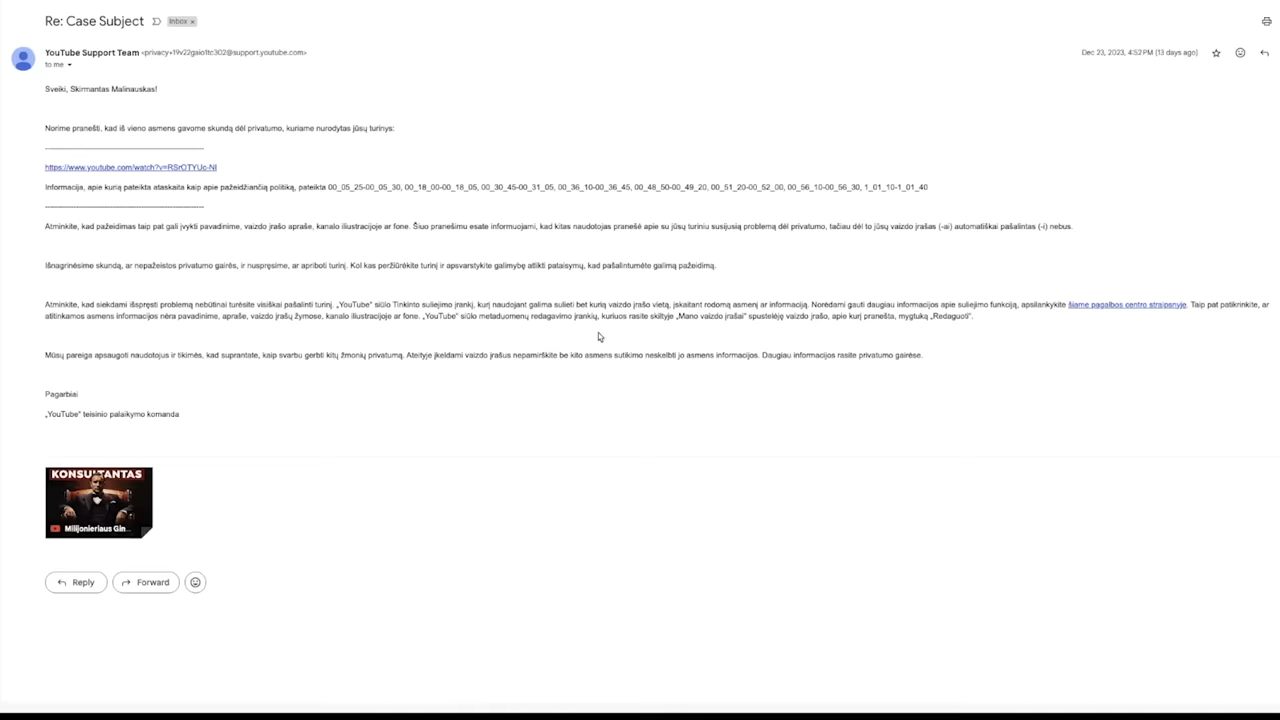 Re: Case Subject
Inbox x
YouTube Support Team <privacy+19v22gaio1tc302@support.youtube.com>
Dec 23, 2023, 4:52 PM (13 days ago)
to me
Sveiki, Skirmantas Malinauskas!
Norime pranešti, kad iš vieno asmens gavome skundą dėl privatumo, kuriame nurodytas jūsų turinys:
https://www.youtube.com/watch?v=RSrOTYUc-NI
Informacija, apie kurią pateikta ataskaita kaip apie pažeidžiančią politiką, pateikta 00_05_25-00_05_30, 00_18_00-00_18_05, 00_30_45-00_31_05, 00_36_10-00_36_45, 00_48_50-00_49_20, 00_51_20-00_52_00, 00_56_10-00_56_30, 1_01_10-1_01_40
Atminkite, kad pažeidimas taip pat gali įvykti pavadinime, vaizdo įrašo apraše, kanalo iliustracijoje ar fone. Šiuo pranešimu esate informuojami, kad kitas naudotojas pranešė apie su jūsų turiniu susijusią problemą dėl privatumo, tačiau dėl to jūsų vaizdo įrašas (-ai) automatiškai pašalintas (-i) nebus.
Išnagrinėsime skundą, ar nepažeistos privatumo gairės, ir nuspręsime, ar apriboti turinį. Kol kas peržiūrėkite turinį ir apsvarstykite galimybę atlikti pataisymų, kad pašalintumėte galimą pažeidimą.
Atminkite, kad siekdami išspręsti problemą nebūtinai turėsite visiškai pašalinti turinį. „YouTube“ siūlo Tinkinto suliejimo įrankį, kurį naudojant galima sulieti bet kurią vaizdo įrašo vietą, įskaitant rodomą asmenį ar informaciją. Norėdami gauti daugiau informacijos apie suliejimo funkciją, apsilankykite šiame pagalbos centro straipsnyje. Taip pat patikrinkite, ar
atitinkamos asmens informacijos nėra pavadinime, apraše, vaizdo įrašų žymose, kanalo iliustracijoje ar fone. „YouTube“ siūlo metaduomenų redagavimo įrankių, kuriuos rasite skiltyje „Mano vaizdo įrašai“ spustelėję vaizdo įrašo, apie kurį pranešta, mygtuką „Redaguoti“.
Mūsų pareiga apsaugoti naudotojus ir tikimės, kad suprantate, kaip svarbu gerbti kitų žmonių privatumą. Ateityje įkeldami vaizdo įrašus nepamirškite be kito asmens sutikimo neskelbti jo asmens informacijos. Daugiau informacijos rasite privatumo gairėse.
Pagarbiai
„YouTube“ teisinio palaikymo komanda
KONSULTANTAS
Milijonieriaus Gin...
Reply
Forward